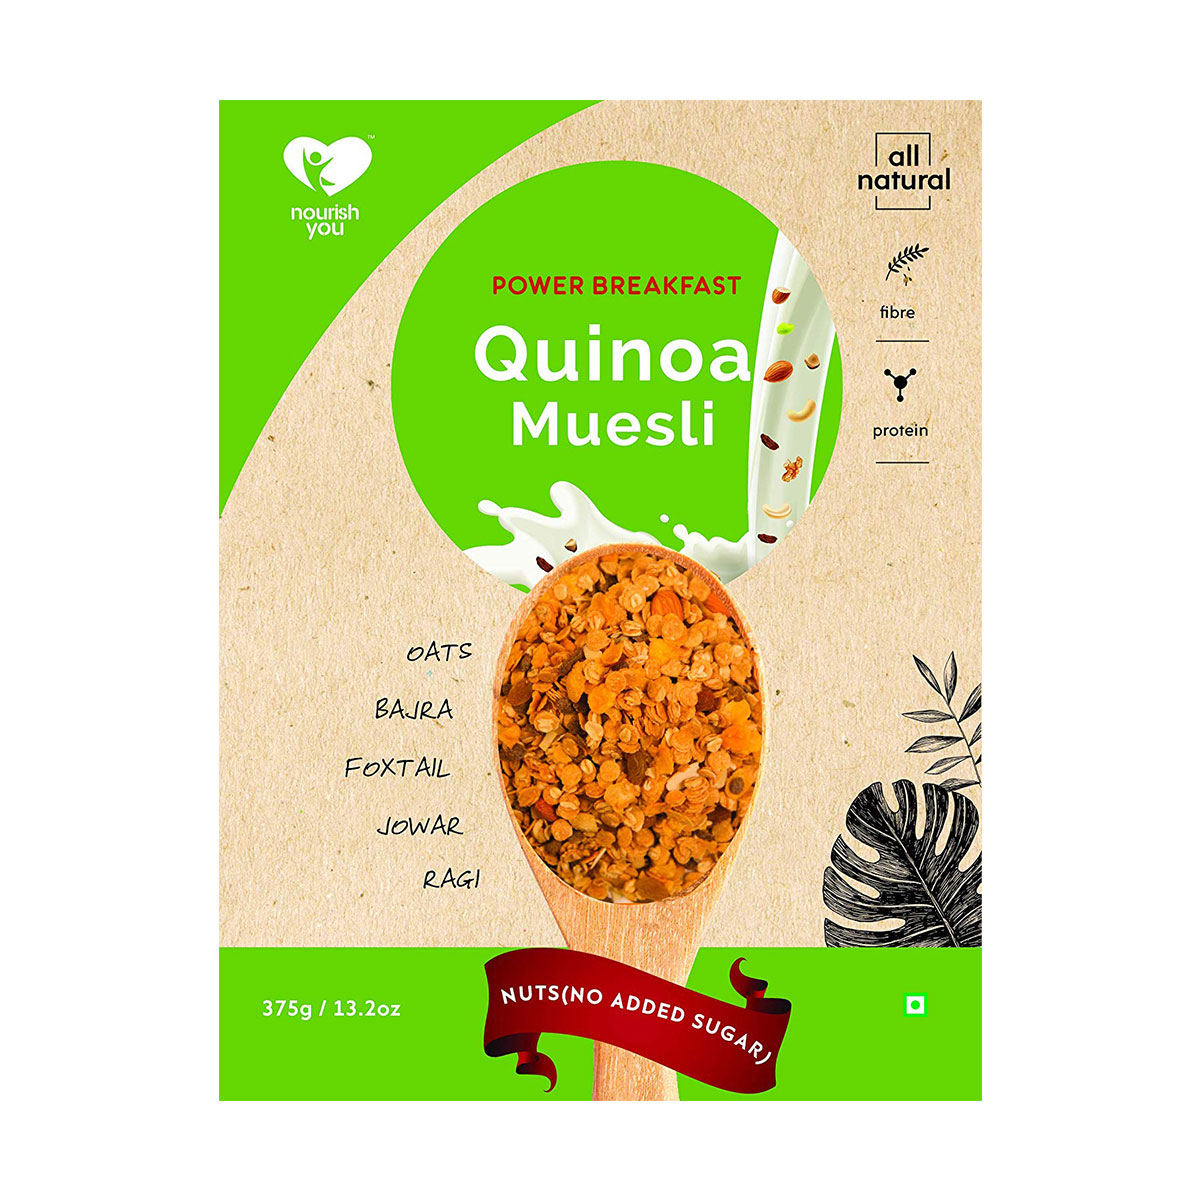 nourish
you
TM
all
natural
POWER BREAKFAST
Quinoa
Muesli
fibre
protein
OATS
BAJRA
FOXTAIL
JOWAR
RAGI
375g / 13.2oz
NUTS(NO ADDED SUGAR)